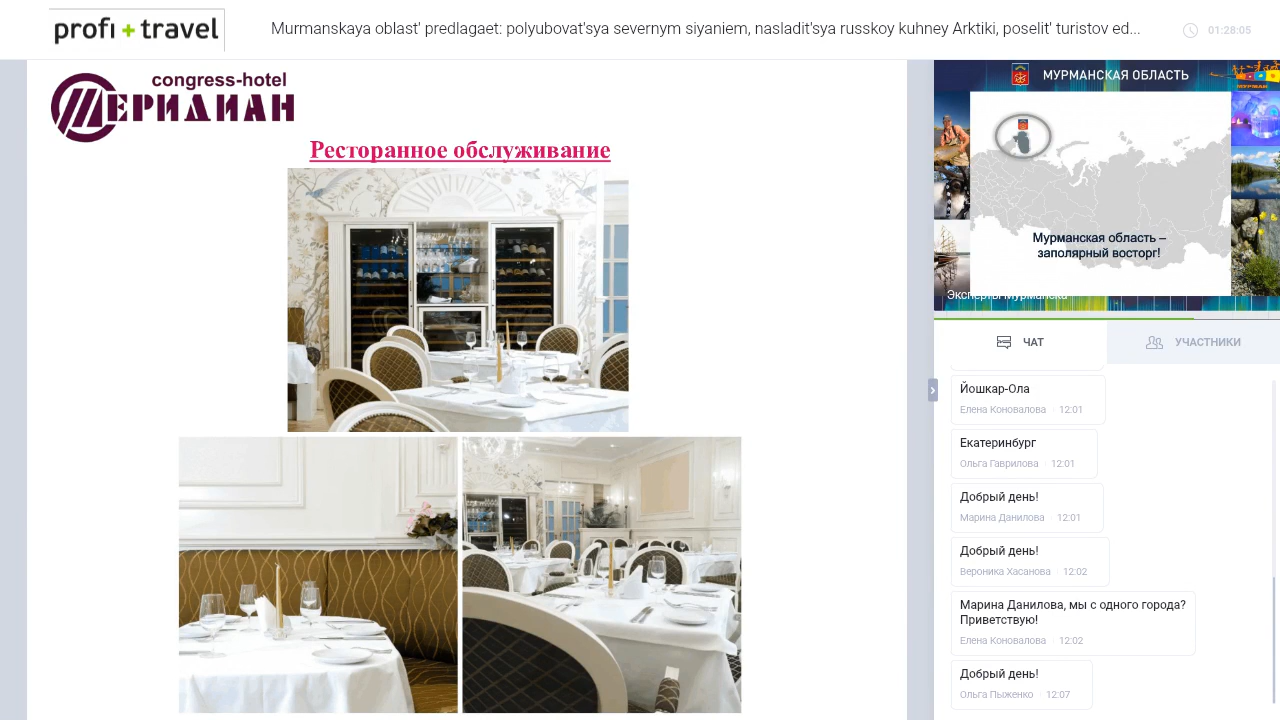 profi + travel
Murmanskaya oblast' predlagaet: polyubovat'sya severnym siyaniem, nasladit'sya russkoy kuhney Arktiki, poselit' turistov ed...
01:28:05
congress-hotel
МЕРИДИАН
Ресторанное обслуживание
МУРМАНСКАЯ ОБЛАСТЬ
Мурманская область –
заполярный восторг!
Эксперты Мурманска
ЧАТ
УЧАСТНИКИ
Йошкар-Ола
Елена Коновалова 12:01
Екатеринбург
Ольга Гаврилова 12:01
Добрый день!
Марина Данилова 12:01
Добрый день!
Вероника Хасанова 12:02
Марина Данилова, мы с одного города?
Приветствую!
Елена Коновалова 12:02
Добрый день!
Ольга Пыженко 12:07